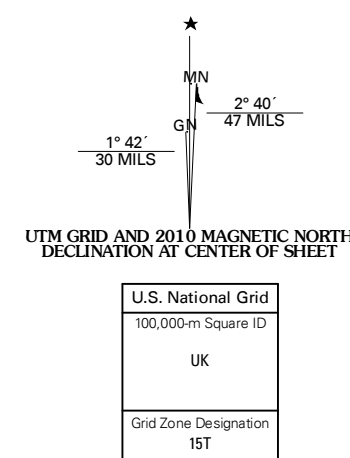 ★
MN
GN
2° 40´
47 MILS
1° 42´
30 MILS
UTM GRID AND 2010 MAGNETIC NORTH
DECLINATION AT CENTER OF SHEET
U.S. National Grid
100,000-m Square ID
UK
Grid Zone Designation
15T